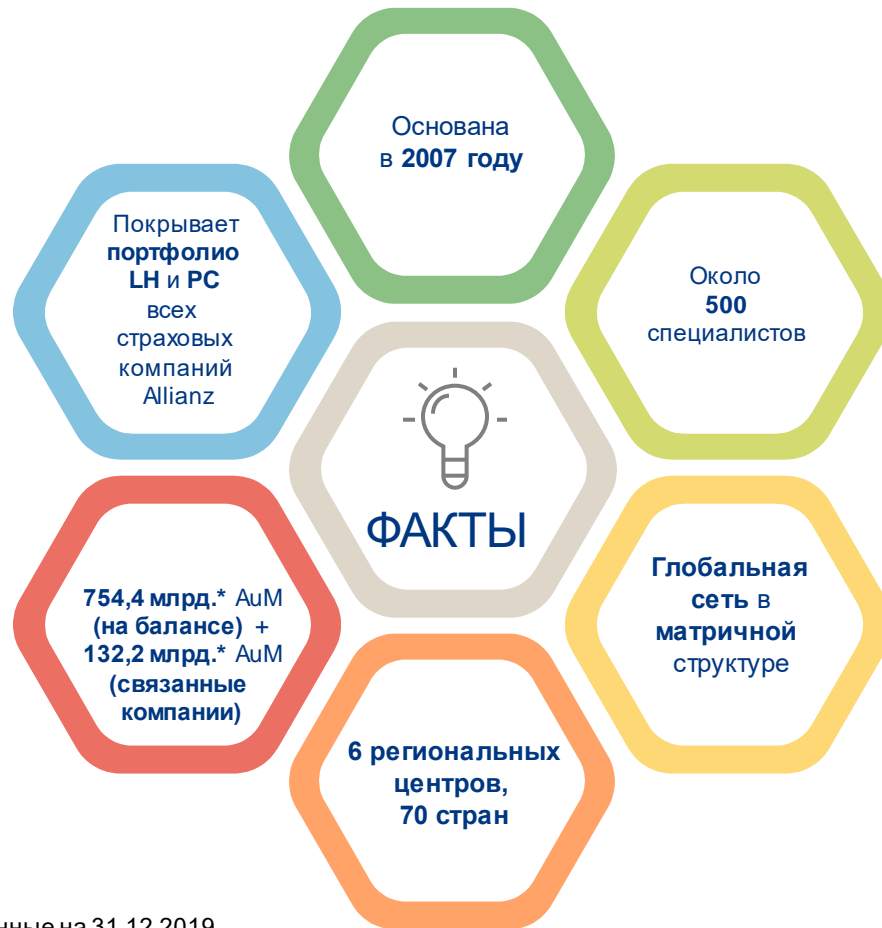 Основана
в 2007 году
Покрывает
портфолио
LH и PC
всех
страховых
компаний
Allianz
Около
500
специалистов
ФАКТЫ
754,4 млрд.* AuM
(на балансе) +
132,2 млрд.* AuM
(связанные
компании)
Глобальная
сеть в
матричной
структуре
6 региональных
центров,
70 стран
на 31.12.2019